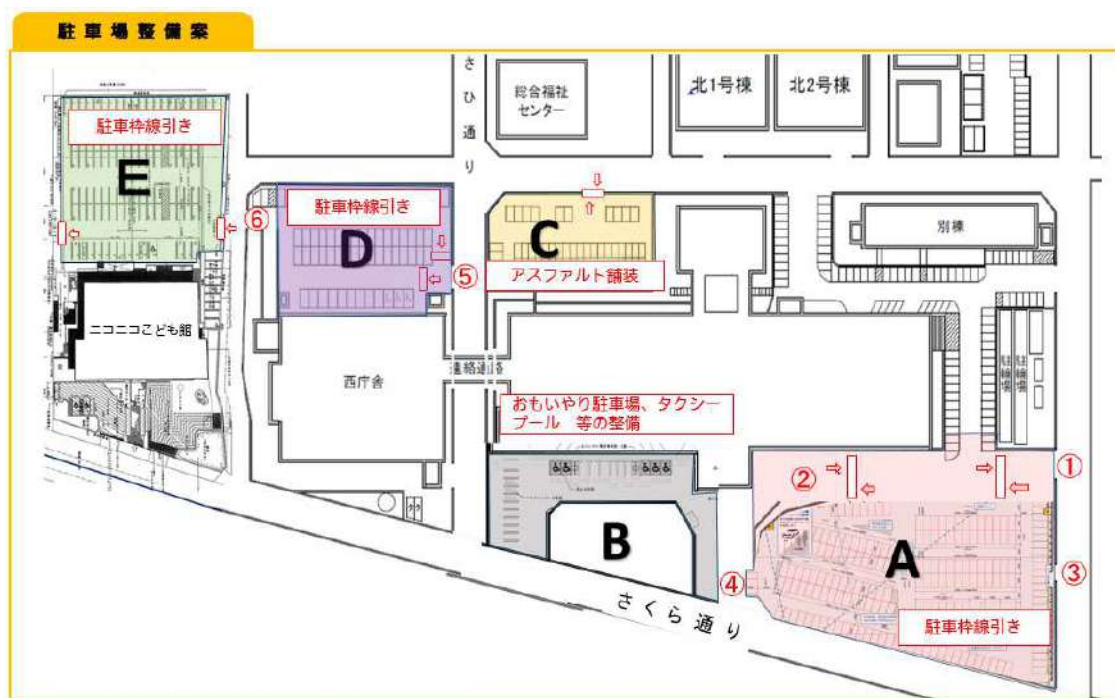 駐車場整備案
さひ通り
総合福祉
センター
北1号棟
北2号棟
駐車枠線引き
E
⑥
駐車枠線引き
D
⑤
C
アスファルト舗装
別棟
ニコニコこども館
西庁舎
連絡通路
駐輪場
駐輪場
おもいやり駐車場、タクシー
プール 等の整備
①
②
B
A
③
④
駐車枠線引き
さくら通り